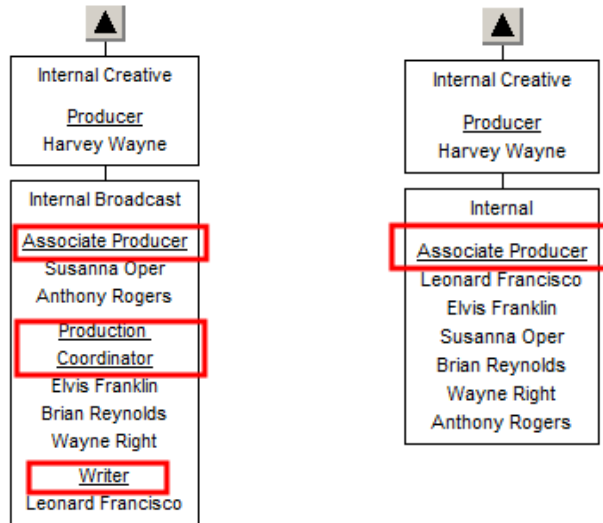 Internal Creative
Producer
Harvey Wayne
Internal Broadcast
Associate Producer
Susanna Oper
Anthony Rogers
Production
Coordinator
Elvis Franklin
Brian Reynolds
Wayne Right
Writer
Leonard Francisco
Internal Creative
Producer
Harvey Wayne
Internal
Associate Producer
Leonard Francisco
Elvis Franklin
Susanna Oper
Brian Reynolds
Wayne Right
Anthony Rogers